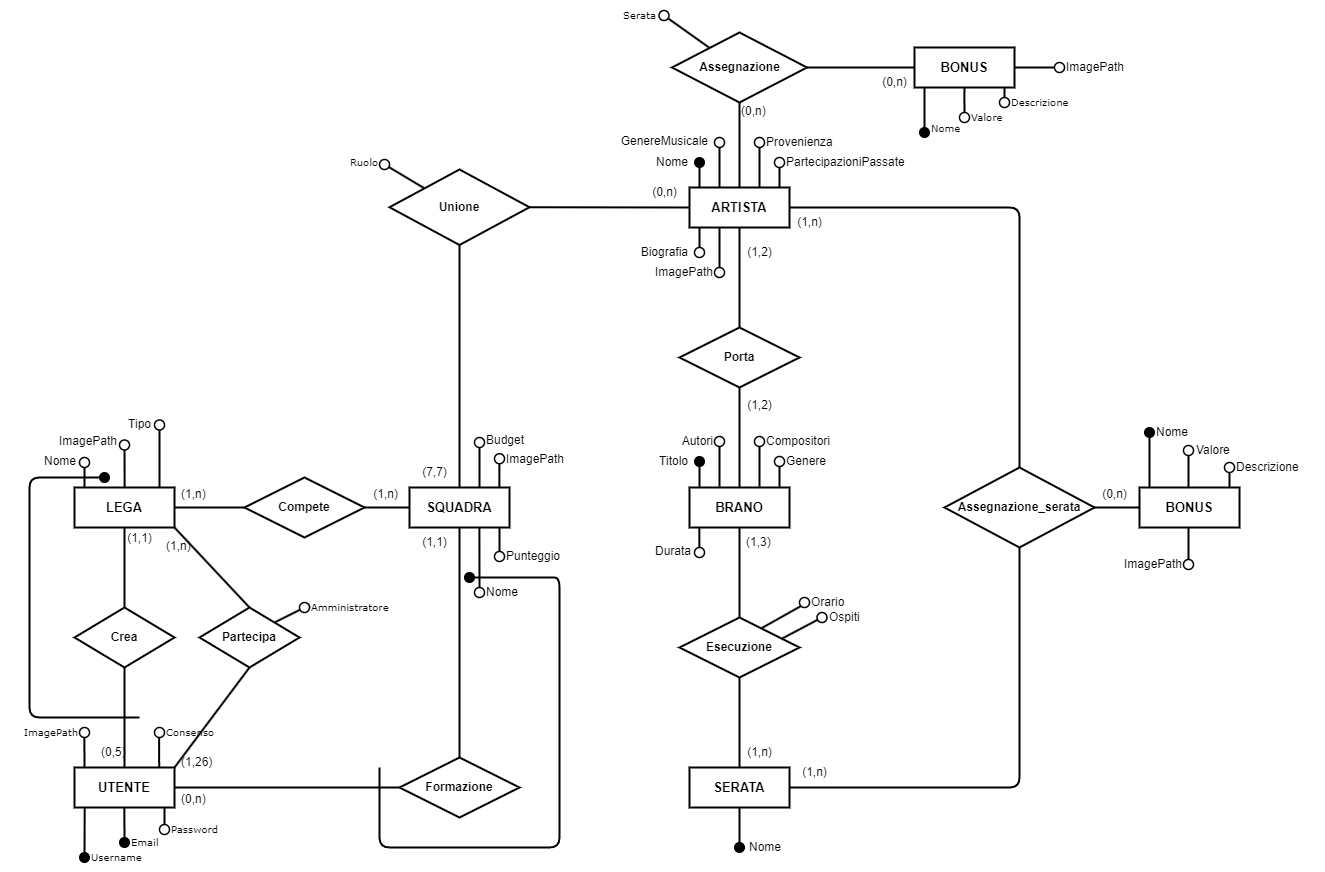 Serata
Assegnazione
BONUS
ImagePath
(0,n)
Descrizione
(0,n)
Valore
Nome
GenereMusicale
Provenienza
Ruolo
Nome
PartecipazioniPassate
(0,n)
Unione
ARTISTA
(1,n)
Biografia
(1,2)
ImagePath
Porta
(1,2)
Tipo
Nome
ImagePath
Budget
Autori
Compositori
Valore
Nome
ImagePath
Titolo
Genere
Descrizione
(7,7)
(1,n)
(1,n)
(0,n)
LEGA
Compete
SQUADRA
BRANO
Assegnazione_serata
BONUS
(1,1)
(1,n)
(1,1)
(1,3)
Punteggio
Durata
ImagePath
Nome
Amministratore
Orario
Ospiti
Crea
Partecipa
Esecuzione
ImagePath
Consenso
(0,5)
(1,26)
(1,n)
(1,n)
UTENTE
Formazione
SERATA
(0,n)
Password
Email
Nome
Username